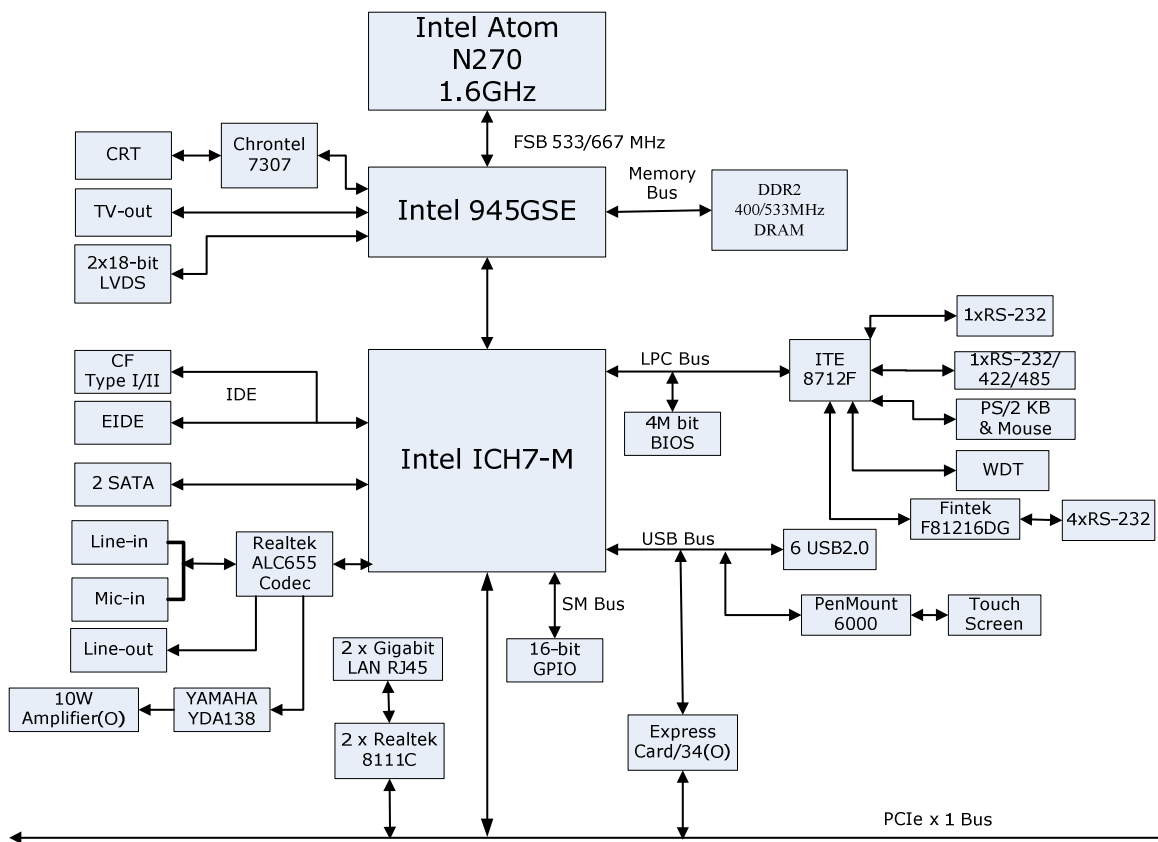 Intel Atom
N270
1.6GHz
FSB 533/667 MHz
CRT
Chrontel
7307
TV-out
2x18-bit
LVDS
Intel 945GSE
Memory
Bus
DDR2
400/533MHz
DRAM
CF
Type I/II
IDE
EIDE
2 SATA
Intel ICH7-M
LPC Bus
4M bit
BIOS
ITE
8712F
1xRS-232
1xRS-232/
422/485
PS/2 KB
& Mouse
WDT
Fintek
F81216DG
4xRS-232
Line-in
Mic-in
Line-out
Realtek
ALC655
Codec
10W
Amplifier(O)
YAMAHA
YDA138
USB Bus
6 USB2.0
PenMount
6000
Touch
Screen
SM Bus
16-bit
GPIO
2 x Gigabit
LAN RJ45
2 x Realtek
8111C
Express
Card/34(O)
PCIe x 1 Bus